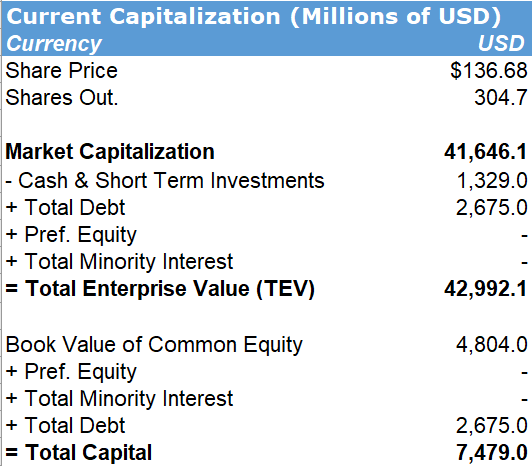 Current Capitalization (Millions of USD)
Currency USD
Share Price $136.68
Shares Out. 304.7
Market Capitalization 41,646.1
- Cash & Short Term Investments 1,329.0
+ Total Debt 2,675.0
+ Pref. Equity -
+ Total Minority Interest -
= Total Enterprise Value (TEV) 42,992.1
Book Value of Common Equity 4,804.0
+ Pref. Equity -
+ Total Minority Interest -
+ Total Debt 2,675.0
= Total Capital 7,479.0